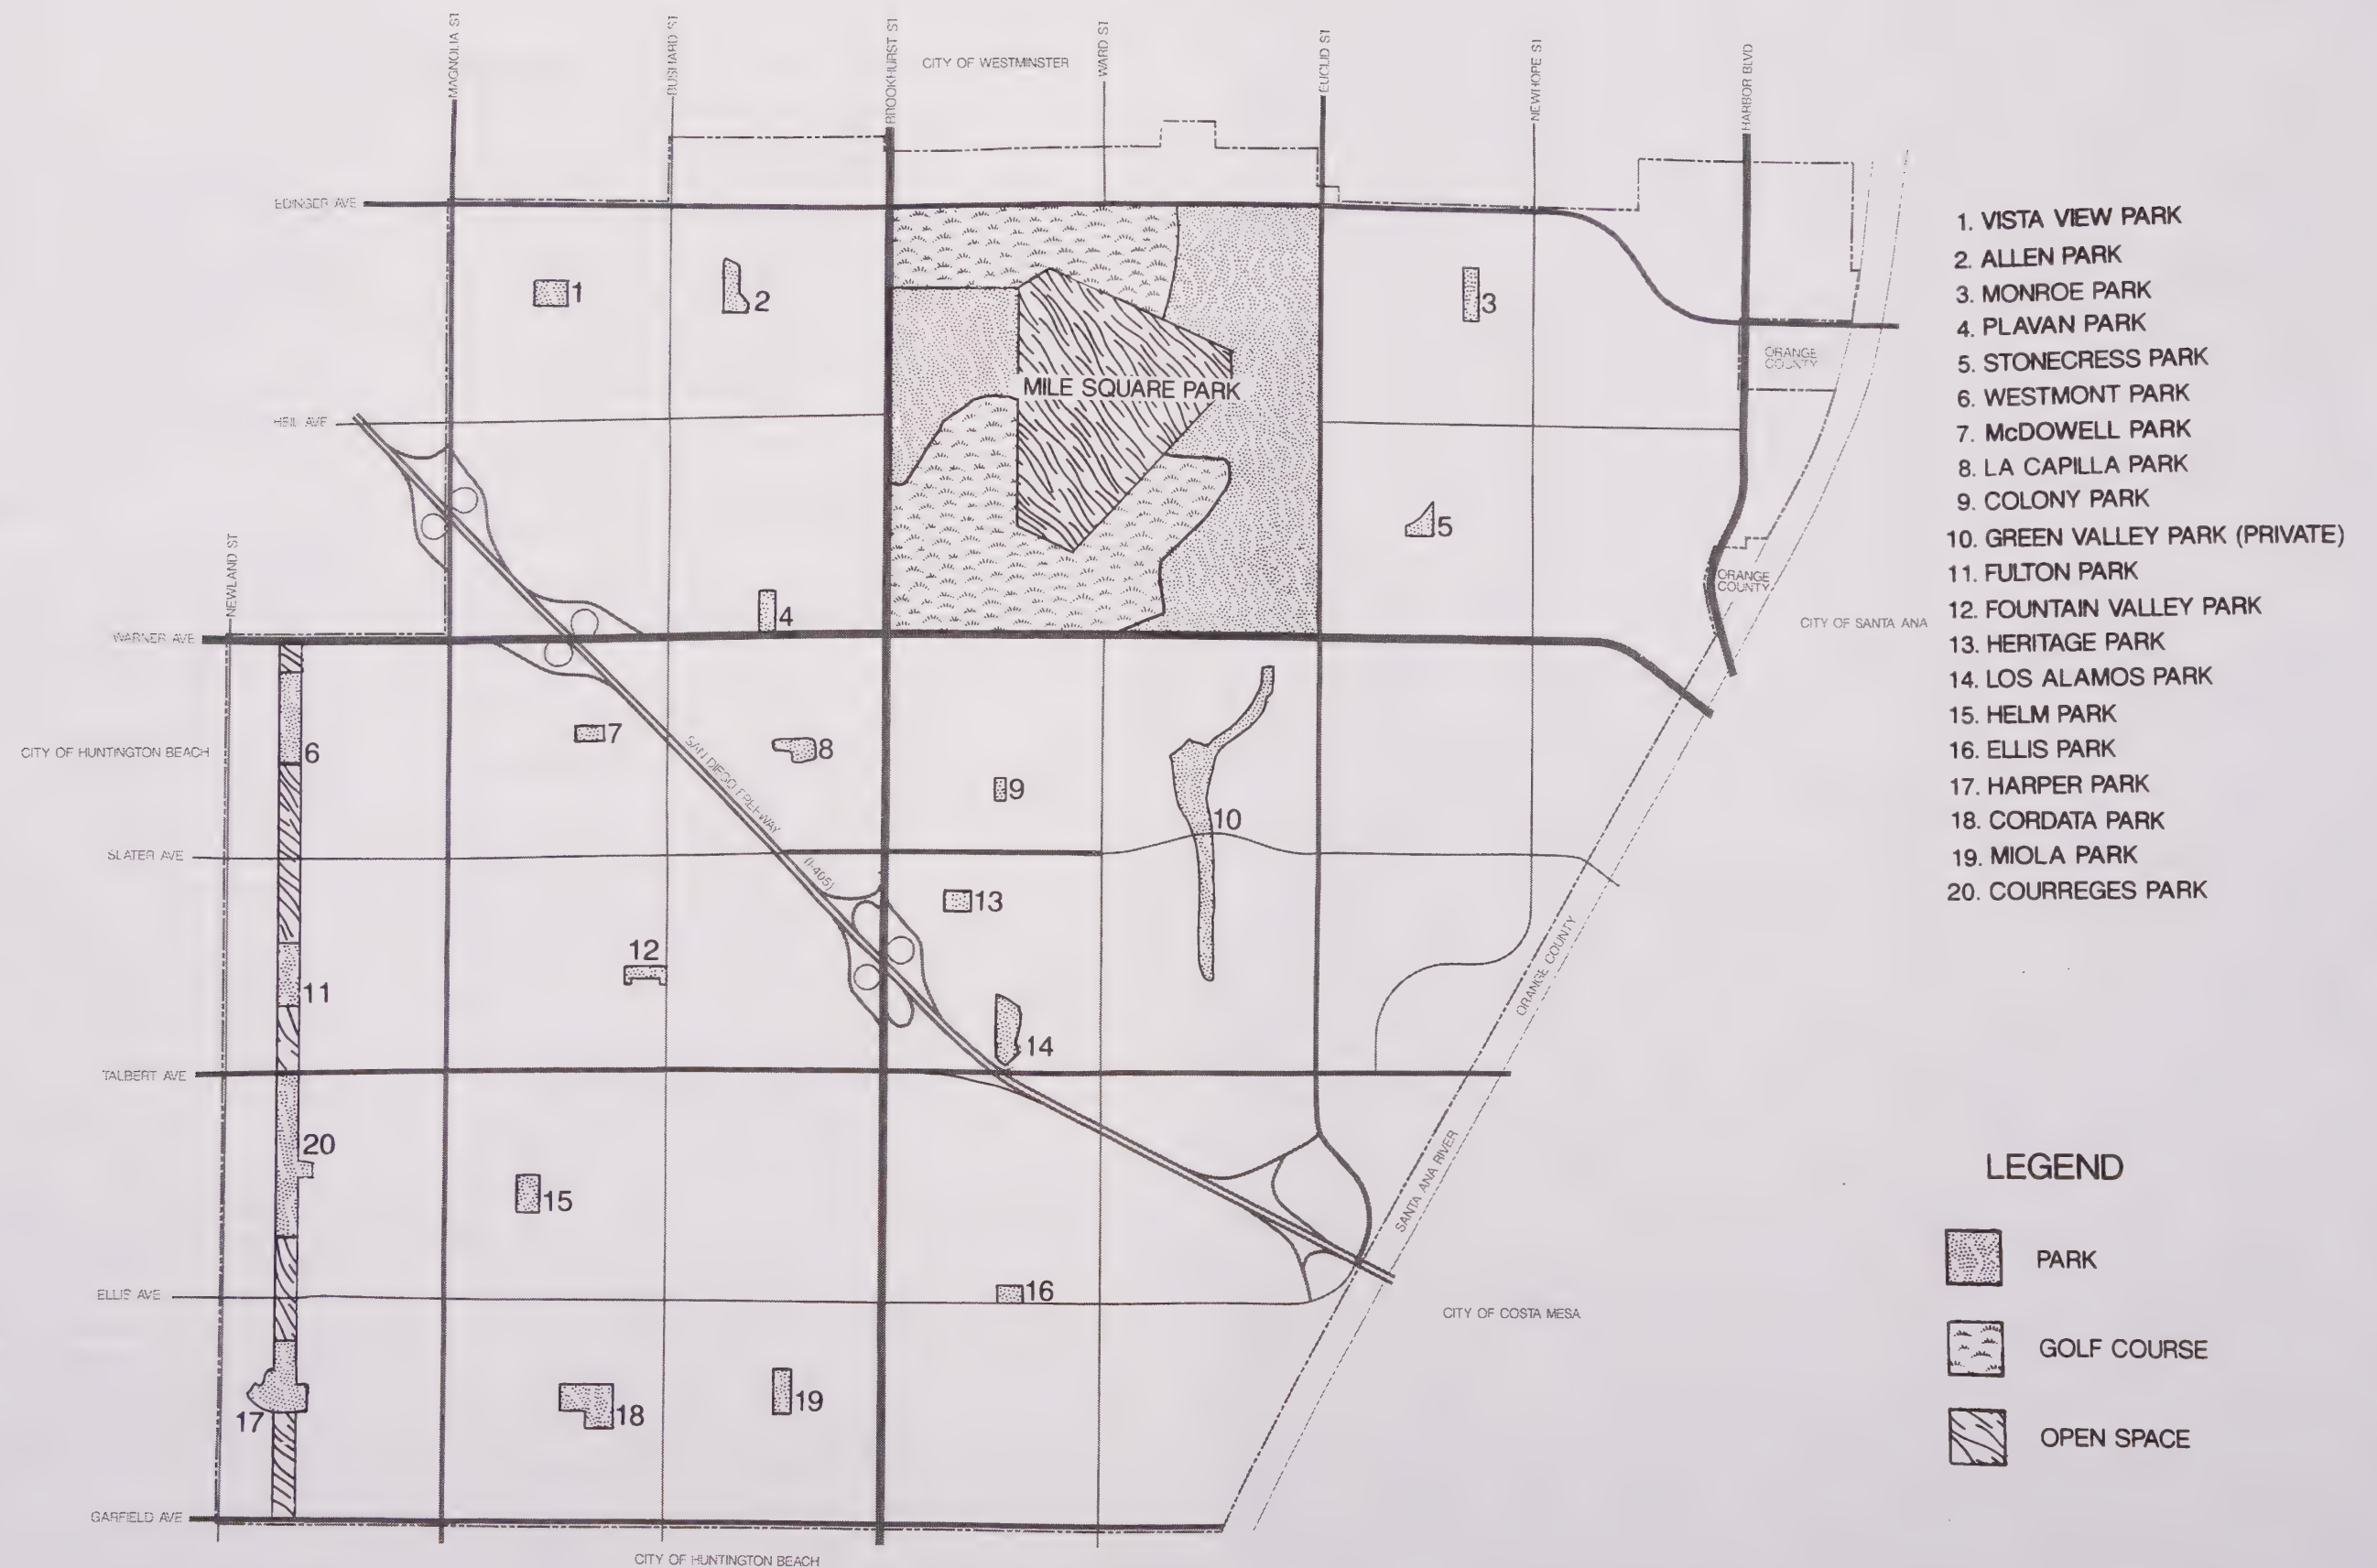 MAGNOLIA ST
BUSHARD ST
BROOKHURST ST
CITY OF WESTMINSTER
WARD ST
EUCLID ST
NEWHOPE ST
HARBOR BLVD
EDINGER AVE
1
2
3
MILE SQUARE PARK
ORANGE
COUNTY
HEIL AVE
5
ORANGE
COUNTY
NEWLAND ST
4
WARNER AVE
CITY OF SANTA ANA
CITY OF HUNTINGTON BEACH
6
7
8
SAN DIEGO FREEWAY
(I-405)
9
10
SLATER AVE
13
12
11
ORANGE COUNTY
14
TALBERT AVE
20
15
SANTA ANA RIVER
ELLIS AVE
16
CITY OF COSTA MESA
17
18
19
GARFIELD AVE
CITY OF HUNTINGTON BEACH
1. VISTA VIEW PARK
2. ALLEN PARK
3. MONROE PARK
4. PLAVAN PARK
5. STONECRESS PARK
6. WESTMONT PARK
7. McDOWELL PARK
8. LA CAPILLA PARK
9. COLONY PARK
10. GREEN VALLEY PARK (PRIVATE)
11. FULTON PARK
12. FOUNTAIN VALLEY PARK
13. HERITAGE PARK
14. LOS ALAMOS PARK
15. HELM PARK
16. ELLIS PARK
17. HARPER PARK
18. CORDATA PARK
19. MIOLA PARK
20. COURREGES PARK
LEGEND
PARK
GOLF COURSE
OPEN SPACE